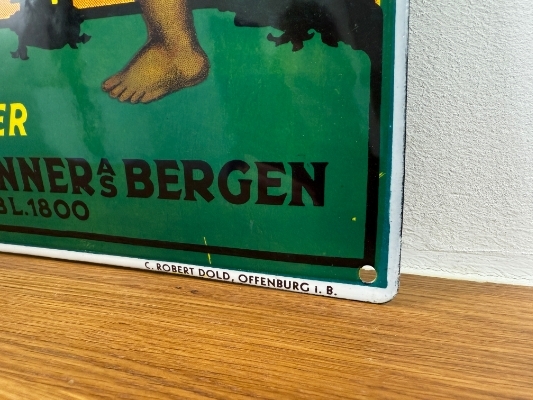 ER
NNER A/S BERGEN
BL.1800
C. ROBERT DOLD, OFFENBURG I. B.